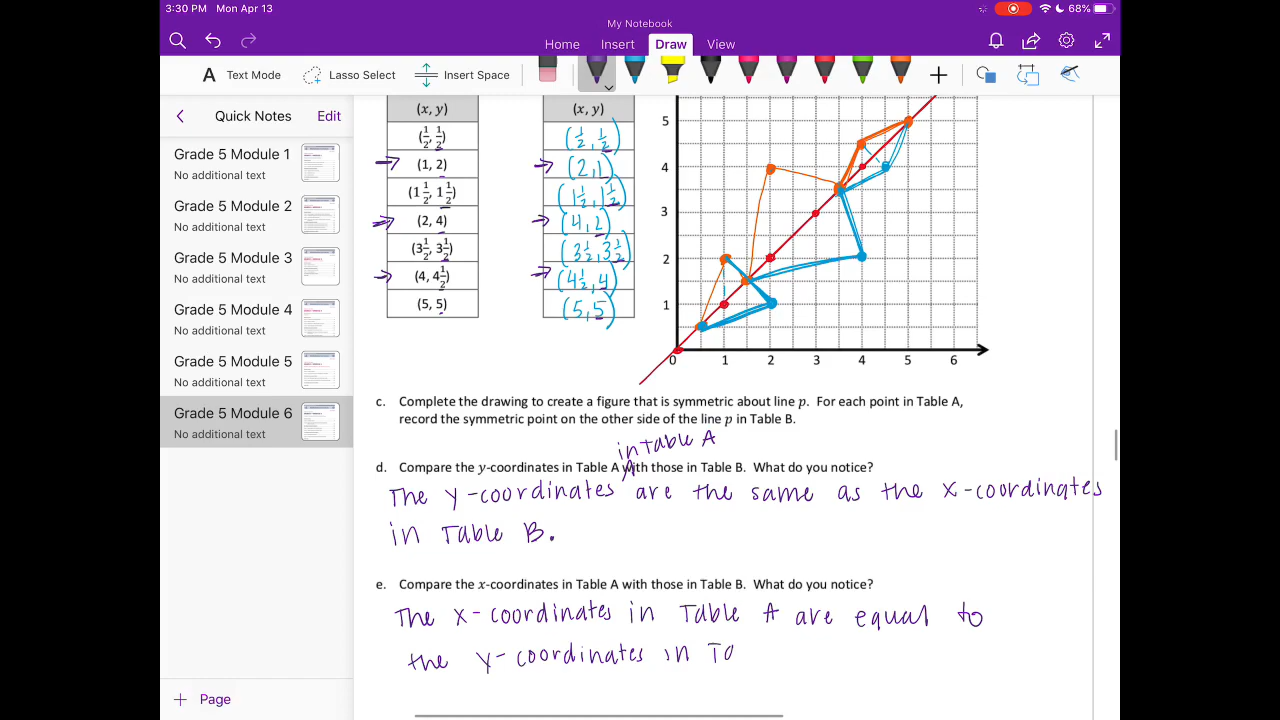 3:30 PM Mon Apr 13
68%
My Notebook
Home Insert Draw View
A Text Mode Lasso Select Insert Space
Quick Notes Edit
Grade 5 Module 1
No additional text
Grade 5 Module 2
No additional text
Grade 5 Module 3
No additional text
Grade 5 Module 4
No additional text
Grade 5 Module 5
No additional text
Grade 5 Module 6
No additional text
Page
(x, y)
(1/2, 1/2)
(1, 2)
(1 1/2, 1 1/2)
(2, 4)
(3 1/2, 3 1/2)
(4, 4 1/2)
(5, 5)
(x, y)
(1/2, 1/2)
(2, 1)
(1 1/2, 1 1/2)
(4, 2)
(3 1/2, 3 1/2)
(4 1/2, 4)
(5, 5)
5
4
3
2
1
0 1 2 3 4 5 6
c. Complete the drawing to create a figure that is symmetric about line p. For each point in Table A,
record the symmetric point on the other side of the line p in Table B.
in Table A
d. Compare the y-coordinates in Table A with those in Table B. What do you notice?
The y-coordinates are the same as the x-coordinates
in Table B.
e. Compare the x-coordinates in Table A with those in Table B. What do you notice?
The x-coordinates in Table A are equal to
the y-coordinates in Ta